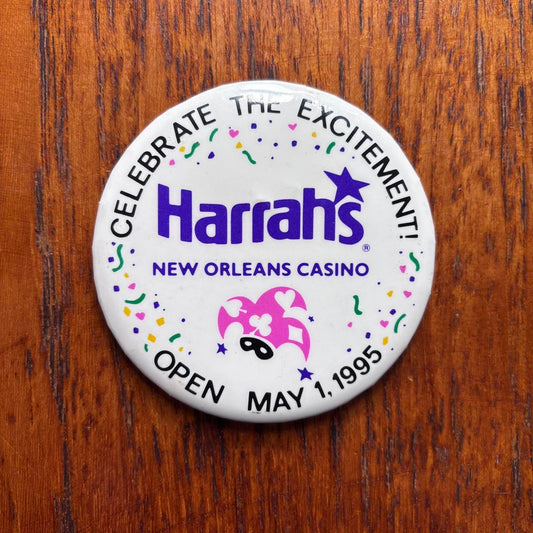 CELEBRATE THE EXCITEMENT!
Harrah's®
NEW ORLEANS CASINO
OPEN MAY 1, 1995